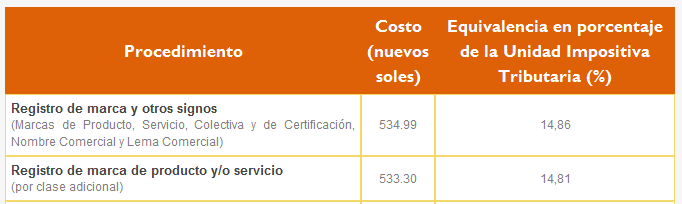 Procedimiento
Costo
(nuevos
soles)
Equivalencia en porcentaje
de la Unidad Impositiva
Tributaria (%)
Registro de marca y otros signos
(Marcas de Producto, Servicio, Colectiva y de Certificación,
Nombre Comercial y Lema Comercial)
534.99
14,86
Registro de marca de producto y/o servicio
(por clase adicional)
533.30
14,81